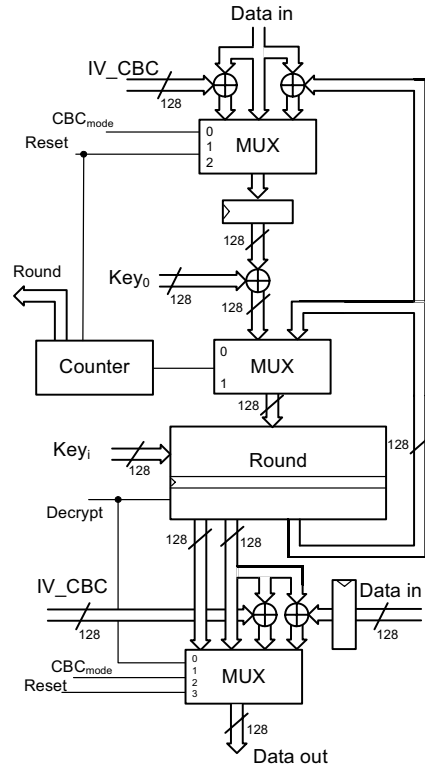 Data in
IV_CBC
128
CBCmode
Reset
0
1
2
MUX
128
Key0
128
128
Round
Counter
0
1
MUX
128
Keyi
128
Round
128
Decrypt
128
128
IV_CBC
128
Data in
128
CBCmode
Reset
0
1
2
3
MUX
128
Data out